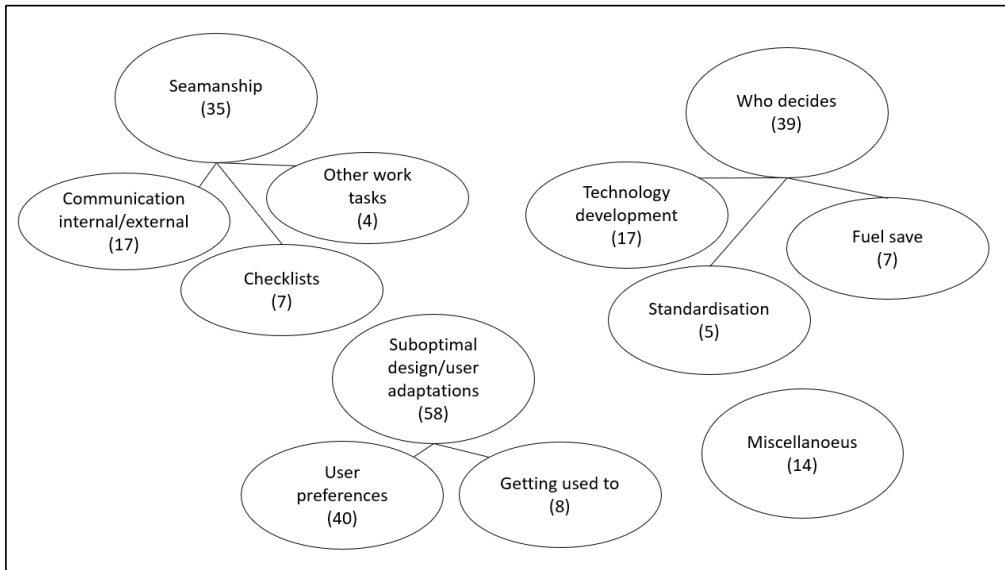 Seamanship
(35)
Communication
internal/external
(17)
Other work
tasks
(4)
Checklists
(7)
Who decides
(39)
Technology
development
(17)
Fuel save
(7)
Standardisation
(5)
Suboptimal
design/user
adaptations
(58)
User
preferences
(40)
Getting used to
(8)
Miscellanoeus
(14)